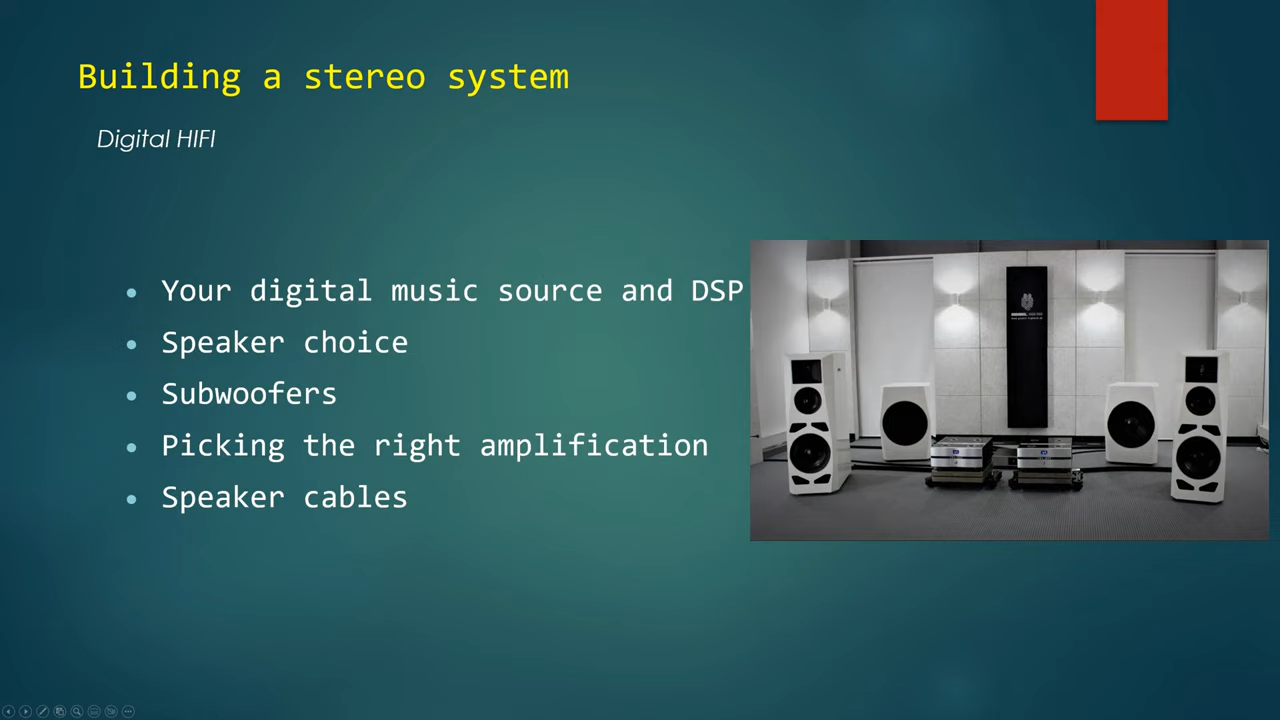 Building a stereo system
Digital HIFI
• Your digital music source and DSP
• Speaker choice
• Subwoofers
• Picking the right amplification
• Speaker cables